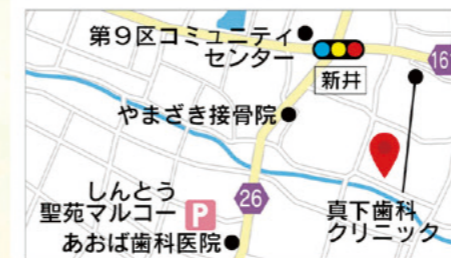 第9区コミュニティ
センター
新井
161
やまざき接骨院
しんとう
聖苑マルコー
P
26
あおば歯科医院
真下歯科
クリニック